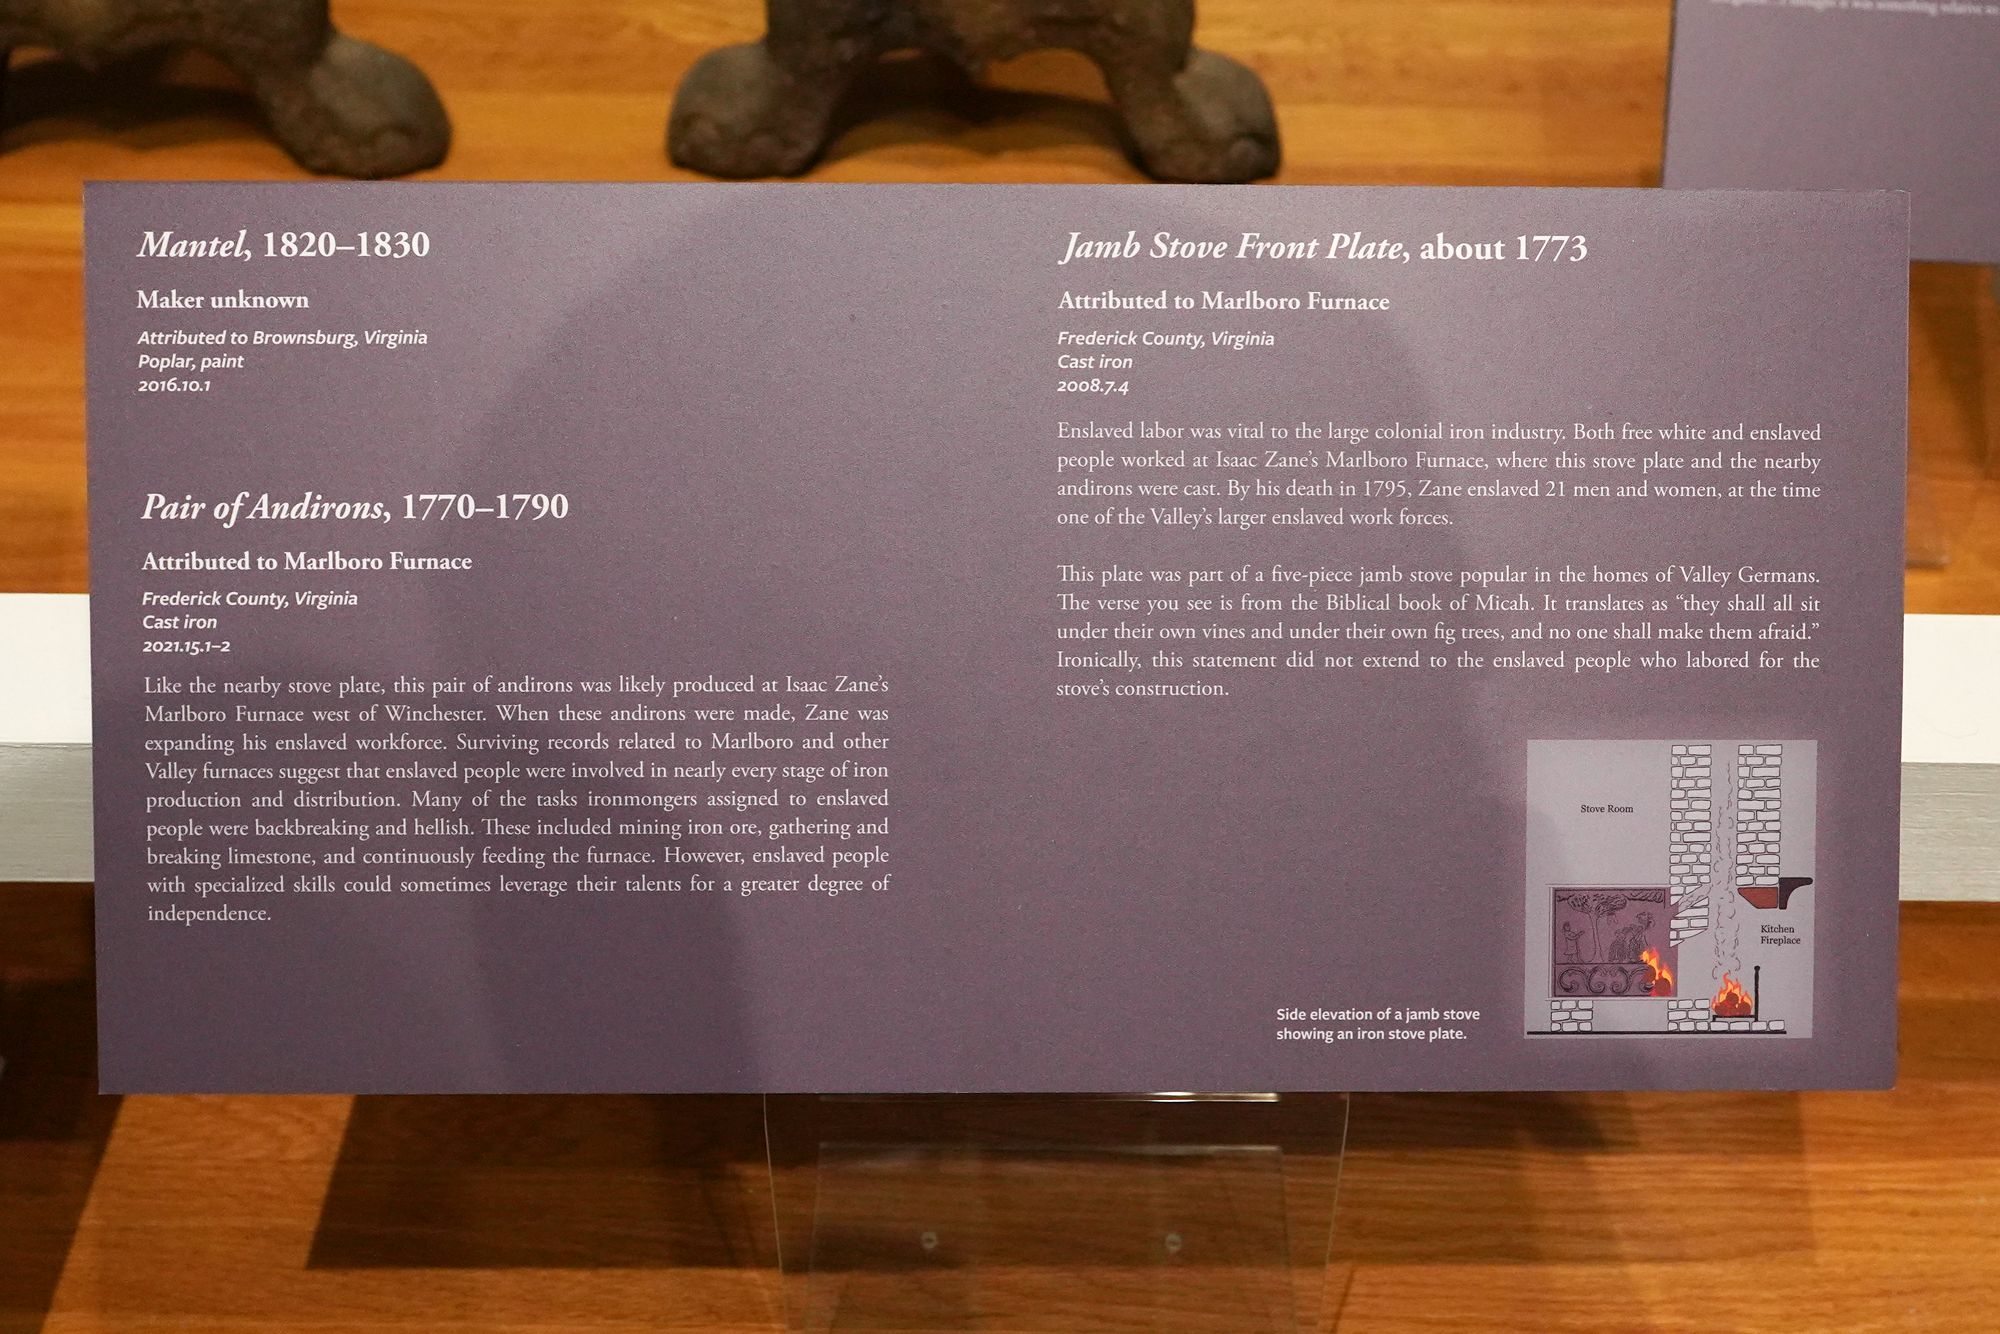 Mantel, 1820–1830
Maker unknown
Attributed to Brownsburg, Virginia
Poplar, paint
2016.10.1
Pair of Andirons, 1770–1790
Attributed to Marlboro Furnace
Frederick County, Virginia
Cast iron
2021.15.1–2
Like the nearby stove plate, this pair of andirons was likely produced at Isaac Zane's
Marlboro Furnace west of Winchester. When these andirons were made, Zane was
expanding his enslaved workforce. Surviving records related to Marlboro and other
Valley furnaces suggest that enslaved people were involved in nearly every stage of iron
production and distribution. Many of the tasks ironmongers assigned to enslaved
people were backbreaking and hellish. These included mining iron ore, gathering and
breaking limestone, and continuously feeding the furnace. However, enslaved people
with specialized skills could sometimes leverage their talents for a greater degree of
independence.
Jamb Stove Front Plate, about 1773
Attributed to Marlboro Furnace
Frederick County, Virginia
Cast iron
2008.7.4
Enslaved labor was vital to the large colonial iron industry. Both free white and enslaved
people worked at Isaac Zane's Marlboro Furnace, where this stove plate and the nearby
andirons were cast. By his death in 1795, Zane enslaved 21 men and women, at the time
one of the Valley's larger enslaved work forces.
This plate was part of a five-piece jamb stove popular in the homes of Valley Germans.
The verse you see is from the Biblical book of Micah. It translates as “they shall all sit
under their own vines and under their own fig trees, and no one shall make them afraid.”
Ironically, this statement did not extend to the enslaved people who labored for the
stove's construction.
Stove Room
Kitchen
Fireplace
Side elevation of a jamb stove
showing an iron stove plate.